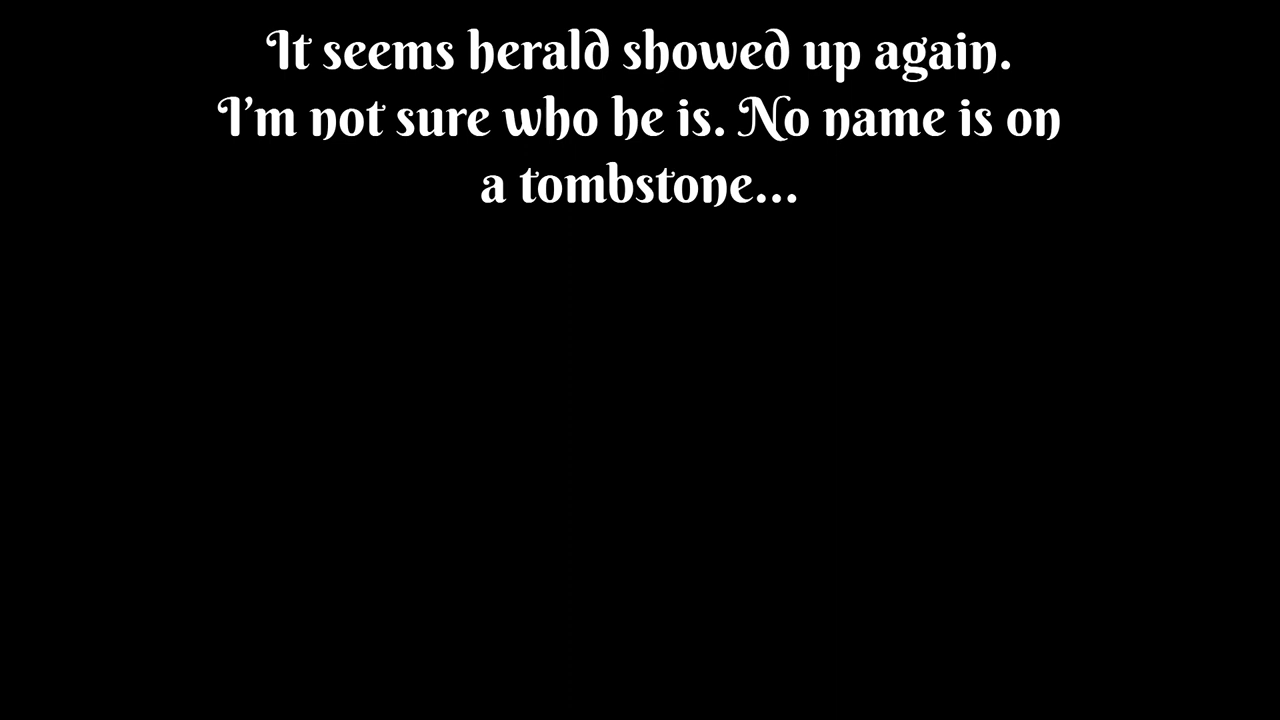 It seems herald showed up again.
I'm not sure who he is. No name is on
a tombstone...